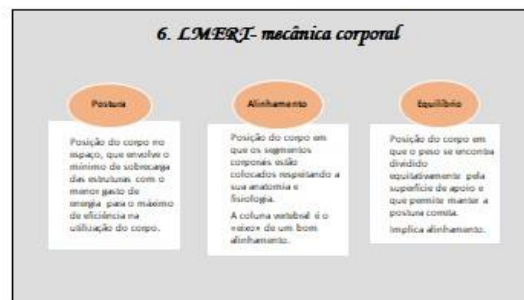 6. LMERT- mecânica corporal
Postura
Posição do corpo no
espaço, que envolve o
mínimo de sobrecarga
das estruturas com o
menor gasto de
energia para o máximo
de eficiência na
utilização do corpo.
Alinhamento
Posição do corpo em
que os segmentos
corporais estão
colocados respeitando a
sua anatomia e
fisiologia.
A coluna vertebral é o
«eixo» de um bom
alinhamento.
Equilíbrio
Posição do corpo em
que o peso se encontra
dividido
equitativamente pela
superfície de apoio e
que permite manter a
postura correta.
Implica alinhamento.